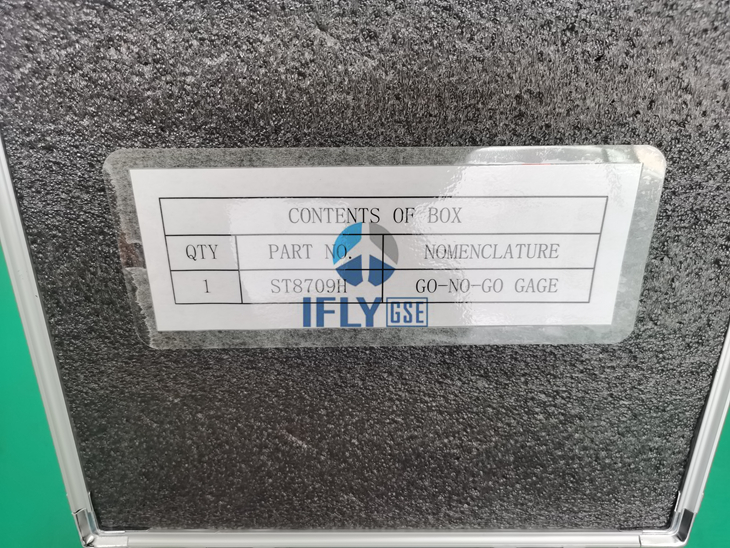 CONTENTS OF BOX
QTY PART NO. NOMENCLATURE
1 ST8709H GO-NO-GO GAGE
IFLY GSE